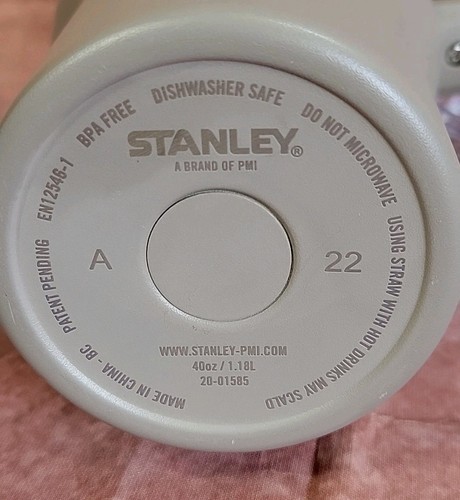 MADE IN CHINA - BC PATENT PENDING EN12546-1 BPA FREE DISHWASHER SAFE DO NOT MICROWAVE USING STRAW WITH HOT DRINKS MAY SCALD
STANLEY®
A BRAND OF PMI
A 22
WWW.STANLEY-PMI.COM
40oz / 1.18L
20-01585